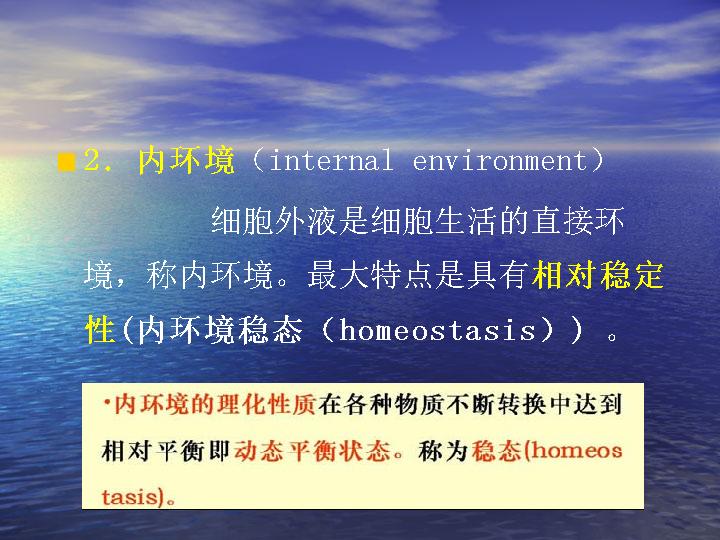 2．内环境（internal environment）
细胞外液是细胞生活的直接环
境，称内环境。最大特点是具有相对稳定
性(内环境稳态（homeostasis）) 。
•内环境的理化性质在各种物质不断转换中达到
相对平衡即动态平衡状态。称为稳态(homeos
tasis)。